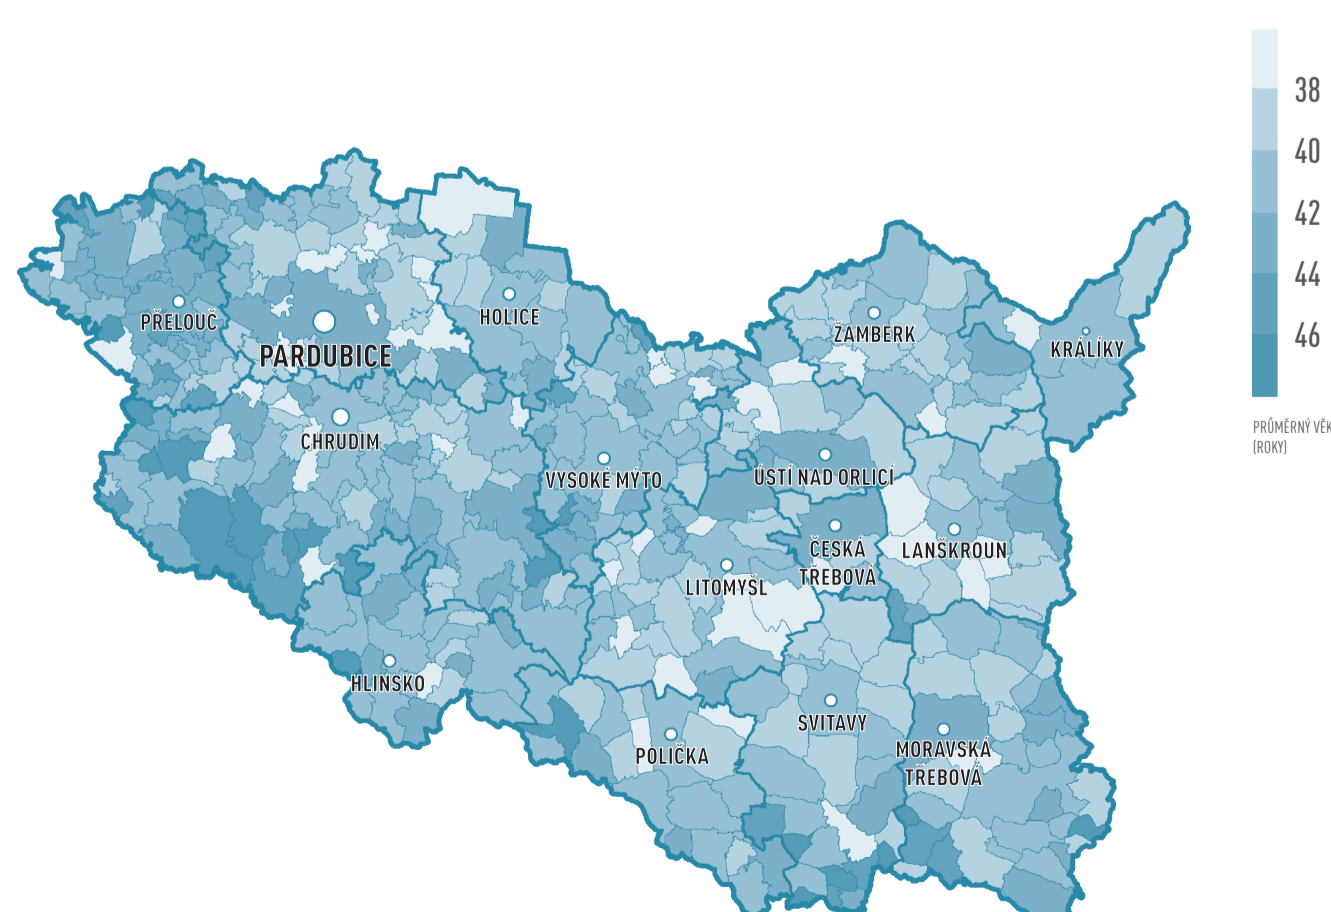 38
40
42
44
46
PRŮMĚRNÝ VĚK
(ROKY)
PŘELOUČ
PARDUBICE
HOLICE
ŽAMBERK
KRÁLÍKY
CHRUDIM
VYSOKÉ MÝTO
ÚSTÍ NAD ORLICÍ
ČESKÁ
TŘEBOVÁ
LANŠKROUN
LITOMYŠL
HLINSKO
SVITAVY
POLIČKA
MORAVSKÁ
TŘEBOVÁ